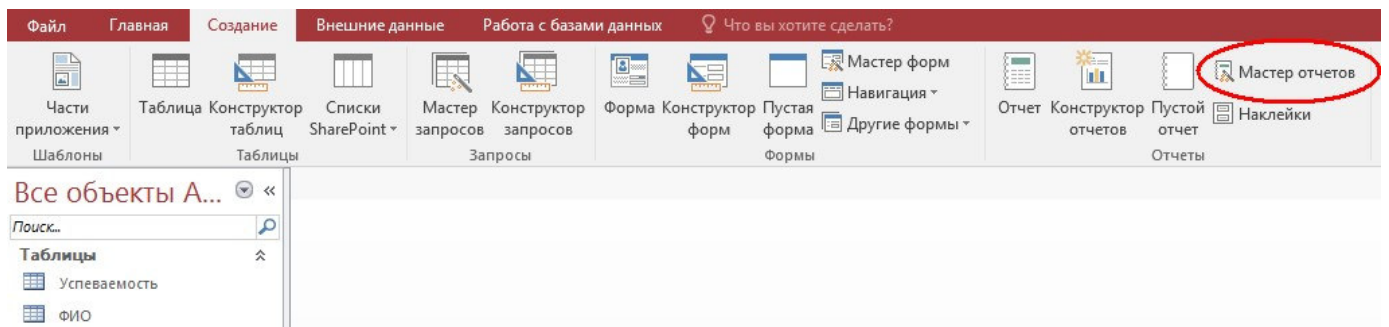 Файл Главная Создание Внешние данные Работа с базами данных Что вы хотите сделать?
Части приложения
Таблица
Конструктор таблиц
Списки SharePoint
Мастер запросов
Конструктор запросов
Форма
Конструктор форм
Пустая форма
Мастер форм
Навигация
Другие формы
Отчет
Конструктор отчетов
Пустой отчет
Мастер отчетов
Наклейки
Шаблоны Таблицы Запросы Формы Отчеты
Все объекты A...
Поиск...
Таблицы
Успеваемость
ФИО